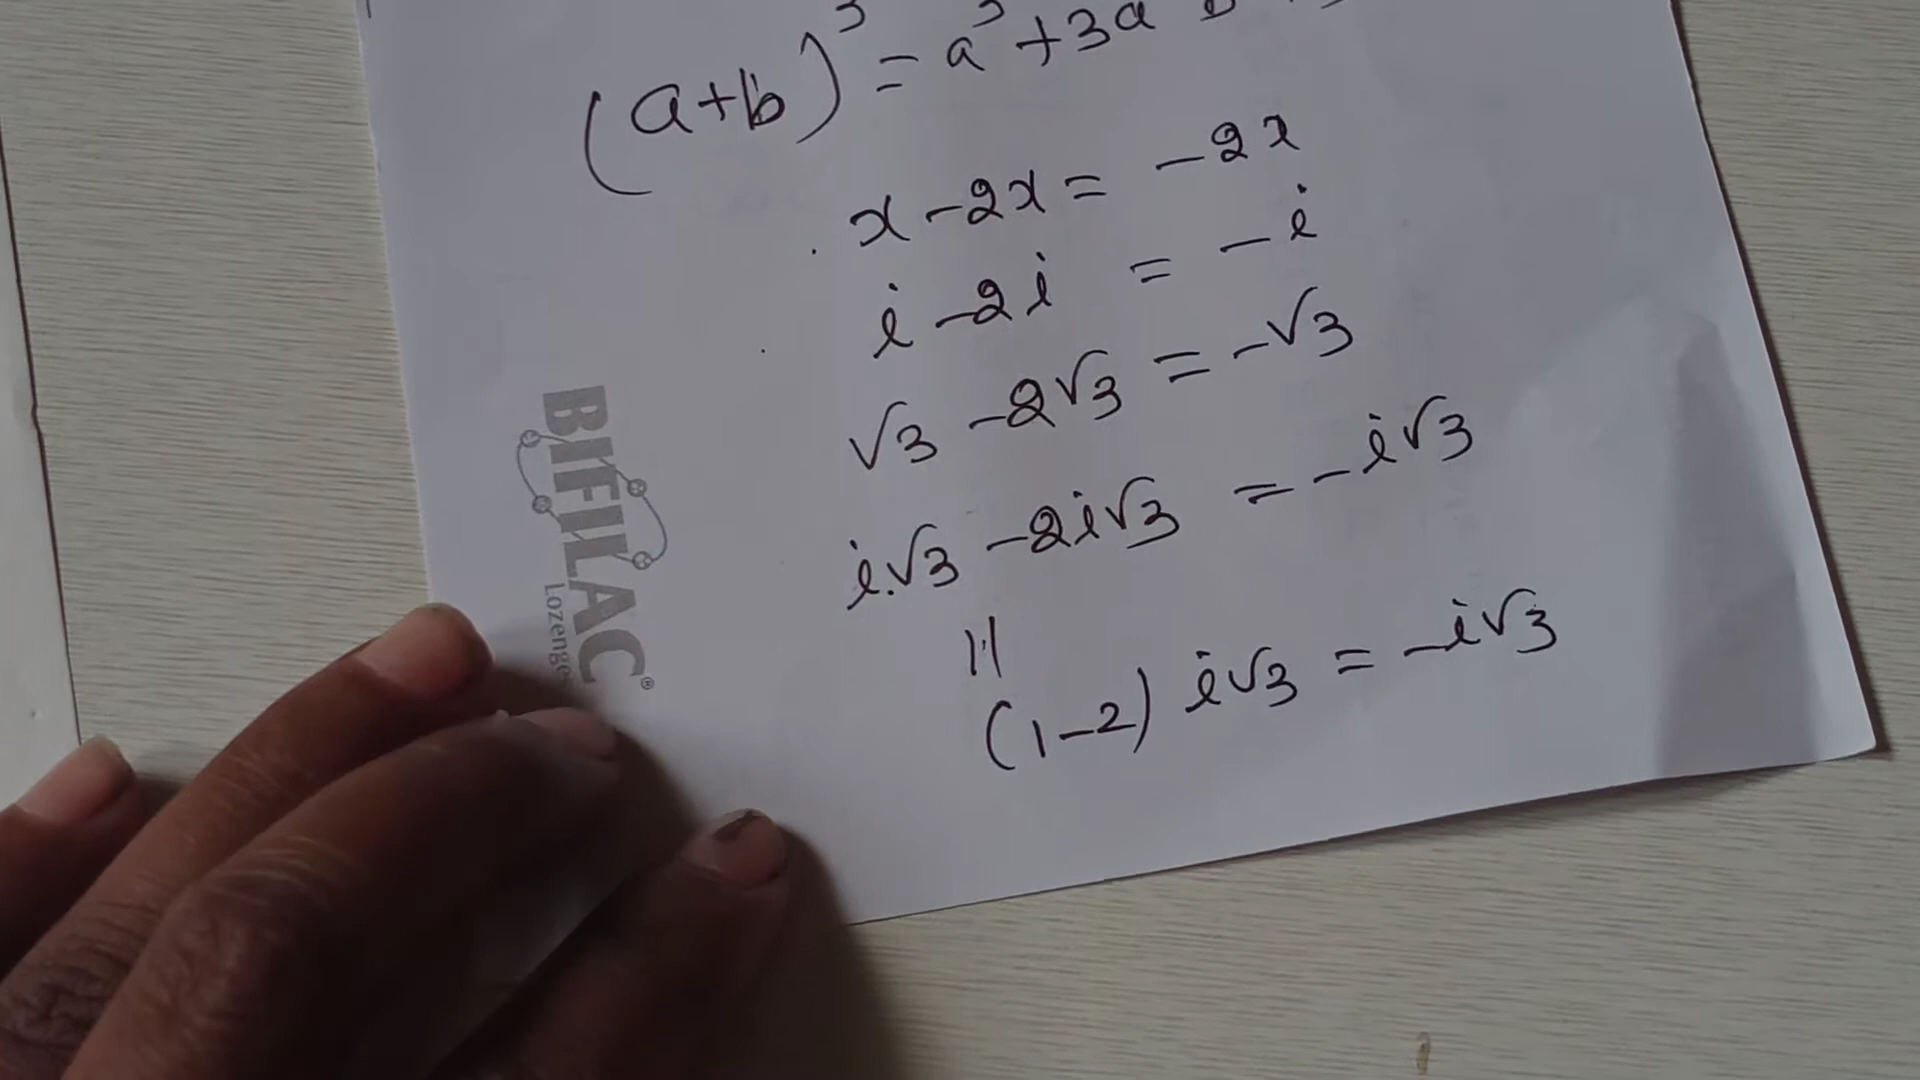 (a+b)³ = a³ + 3a
x - 2x = -2x
i - 2i = -i
√3 - 2√3 = -√3
i.√3 - 2i√3 = -i√3
(1-2) i√3 = -i√3
BIFILAC®